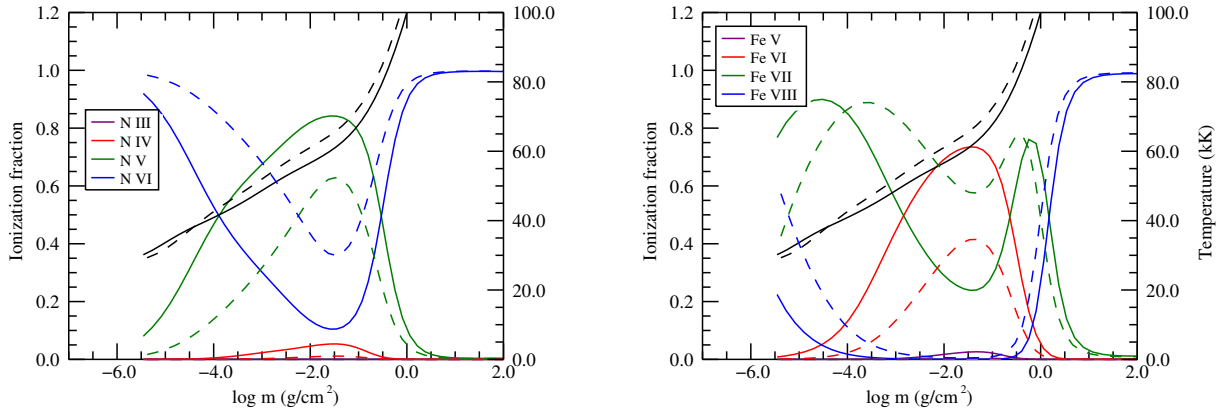 1.2
1.0
0.8
0.6
0.4
0.2
0.0
Ionization fraction
N III
N IV
N V
N VI
100.0
80.0
60.0
40.0
20.0
0.0
−6.0 −4.0 −2.0 0.0 2.0
log m (g/cm2)
1.2
1.0
0.8
0.6
0.4
0.2
0.0
Ionization fraction
Fe V
Fe VI
Fe VII
Fe VIII
100.0
80.0
60.0
40.0
20.0
0.0
Temperature (kK)
−6.0 −4.0 −2.0 0.0 2.0
log m (g/cm2)